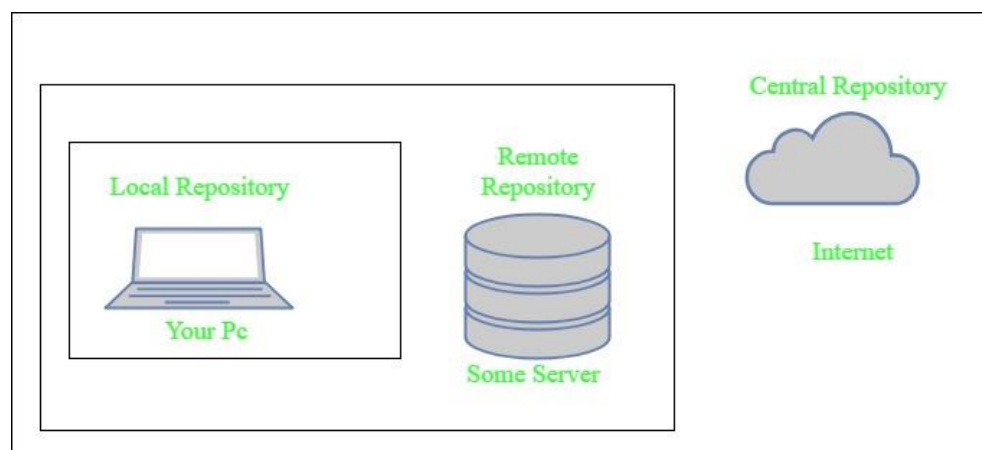 Local Repository
Your Pc
Remote
Repository
Some Server
Central Repository
Internet